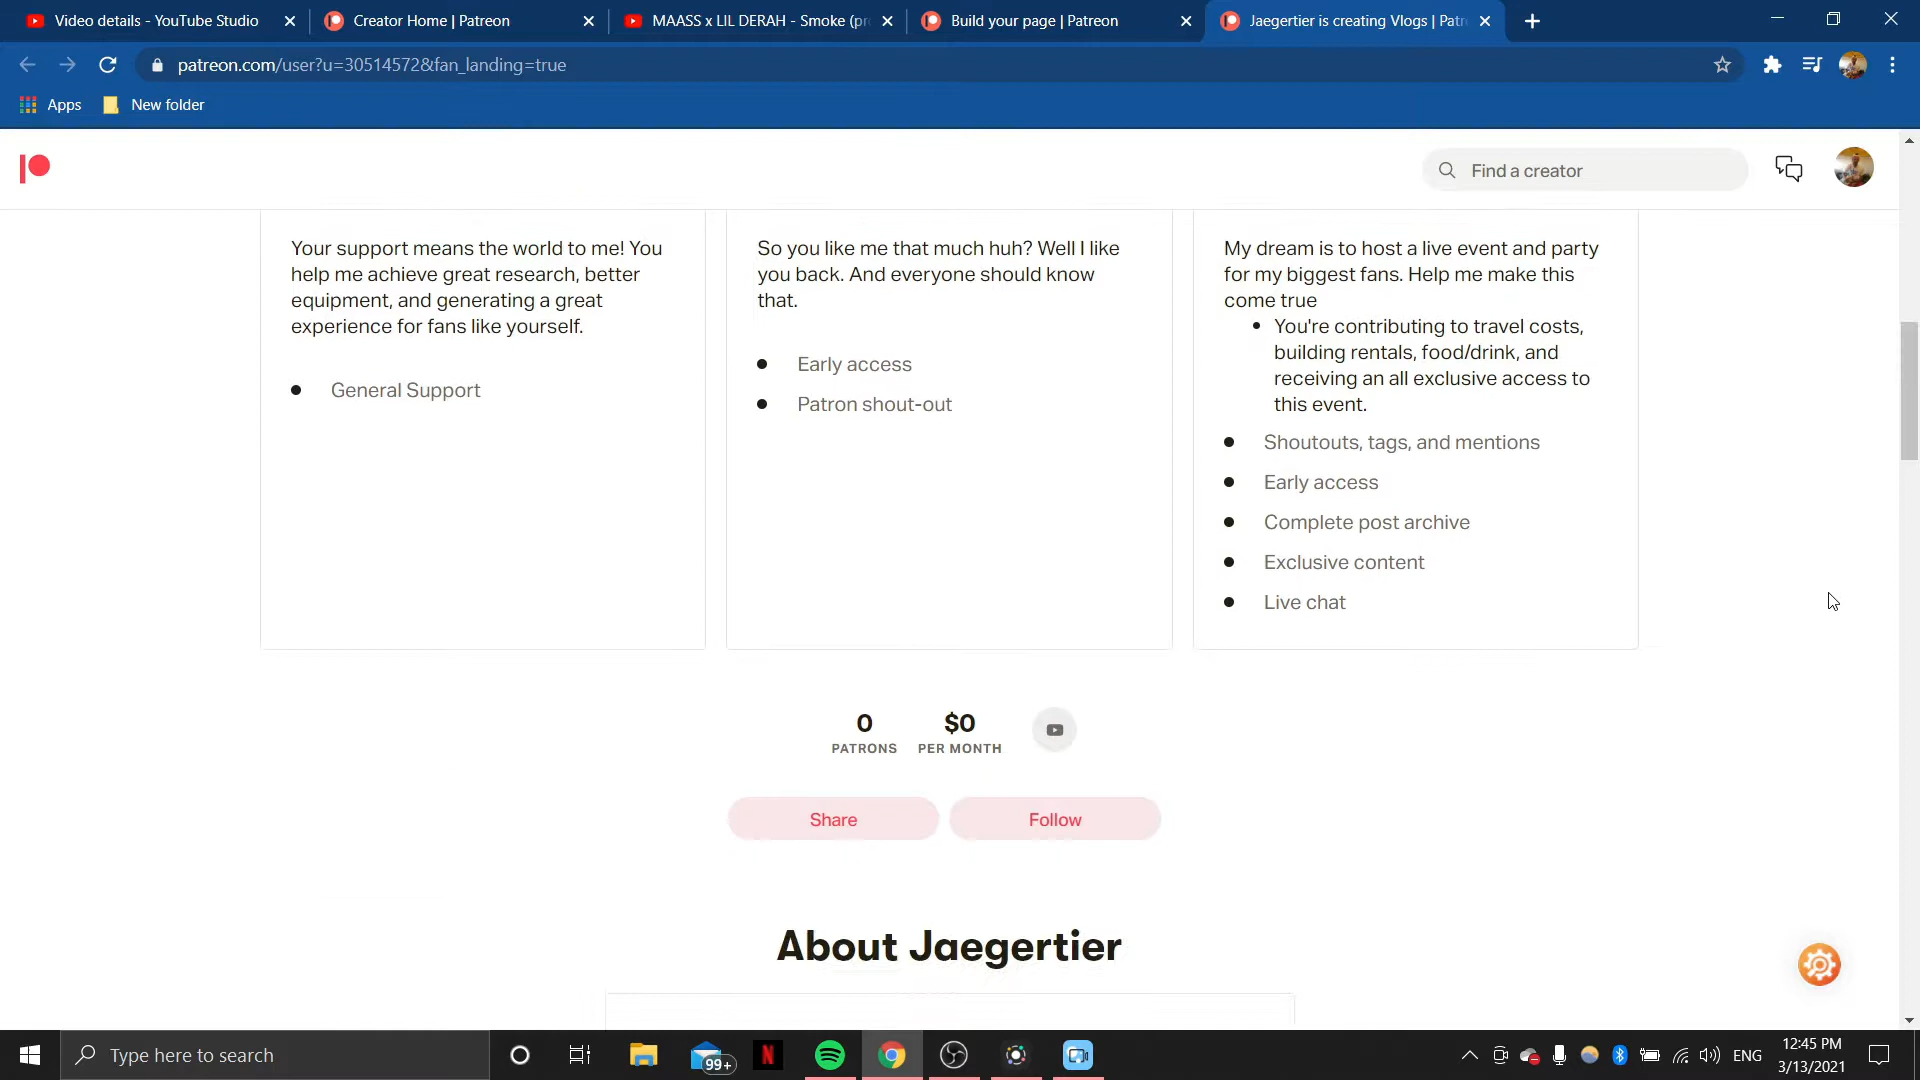 Video details - YouTube Studio
Creator Home | Patreon
MAASS x LIL DERAH - Smoke (pr
Build your page | Patreon
Jaegertier is creating Vlogs | Patr
patreon.com/user?u=30514572&fan_landing=true
Apps
New folder
Find a creator
Your support means the world to me! You
help me achieve great research, better
equipment, and generating a great
experience for fans like yourself.
General Support
So you like me that much huh? Well I like
you back. And everyone should know
that.
Early access
Patron shout-out
My dream is to host a live event and party
for my biggest fans. Help me make this
come true
You're contributing to travel costs,
building rentals, food/drink, and
receiving an all exclusive access to
this event.
Shoutouts, tags, and mentions
Early access
Complete post archive
Exclusive content
Live chat
0
PATRONS
$0
PER MONTH
Share
Follow
About Jaegertier
Type here to search
99+
N
ENG
12:45 PM
3/13/2021